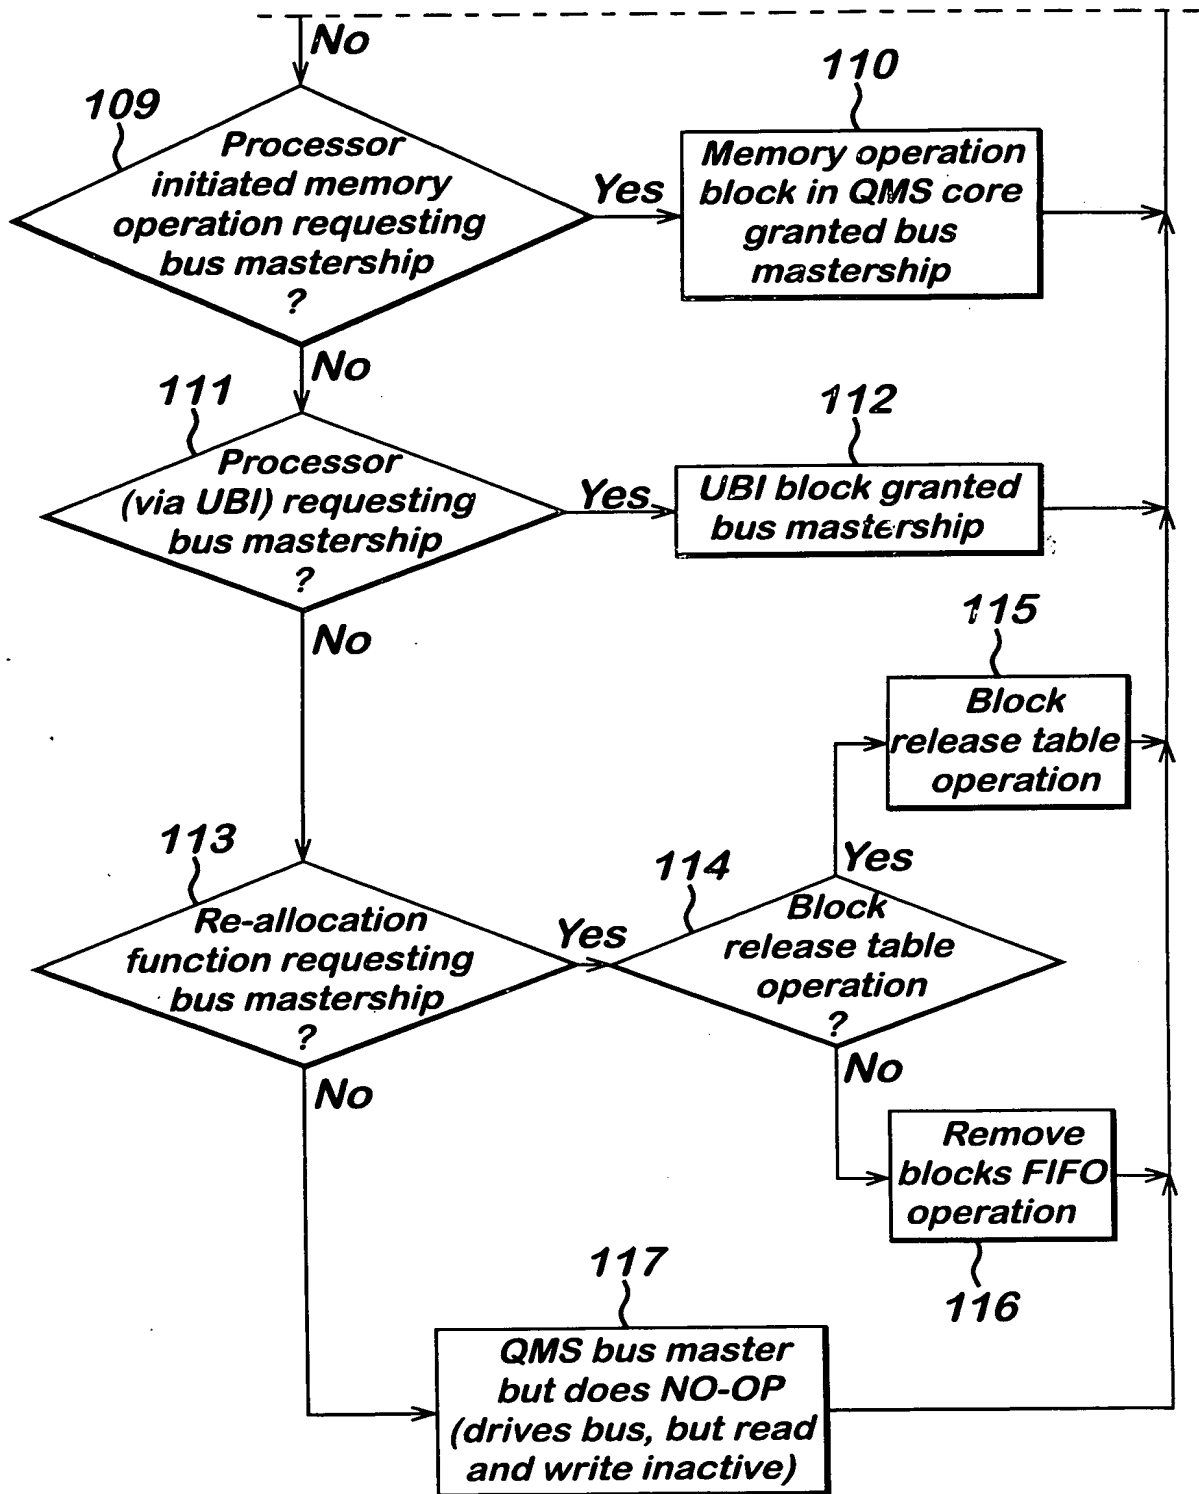 No
109
110
Processor
initiated memory
operation requesting
bus mastership
?
Yes
Memory operation
block in QMS core
granted bus
mastership
No
111
112
Processor
(via UBI) requesting
bus mastership
?
Yes
UBI block granted
bus mastership
No
115
Block
release table
operation
113
114
Yes
Re-allocation
function requesting
bus mastership
?
Yes
Block
release table
operation
?
No
No
Remove
blocks FIFO
operation
116
117
QMS bus master
but does NO-OP
(drives bus, but read
and write inactive)